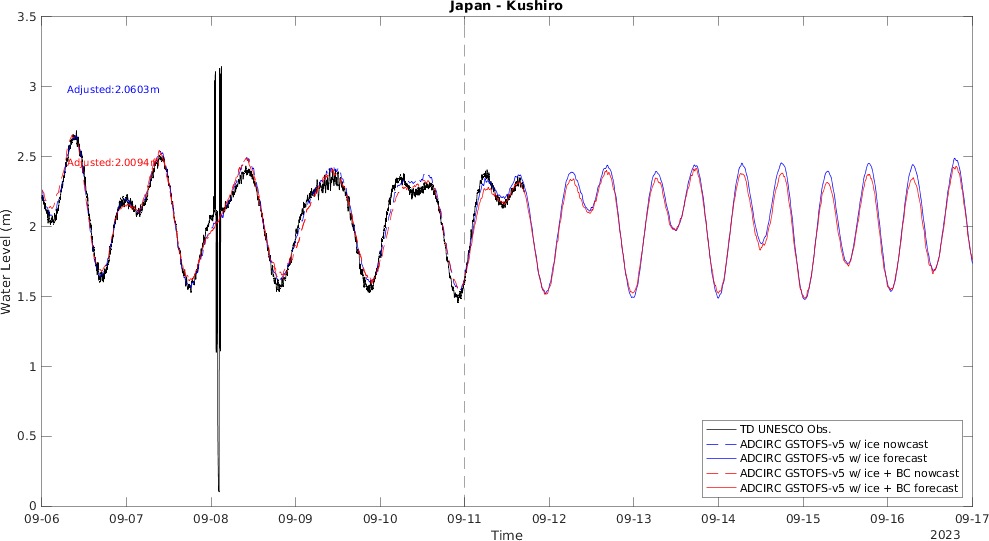 Japan - Kushiro
3.5
3
2.5
2
1.5
1
0.5
0
Water Level (m)
Adjusted:2.0603m
Adjusted:2.0094m
TD UNESCO Obs.
ADCIRC GSTOFS-v5 w/ ice nowcast
ADCIRC GSTOFS-v5 w/ ice forecast
ADCIRC GSTOFS-v5 w/ ice + BC nowcast
ADCIRC GSTOFS-v5 w/ ice + BC forecast
09-06 09-07 09-08 09-09 09-10 09-11 09-12 09-13 09-14 09-15 09-16 09-17
Time
2023